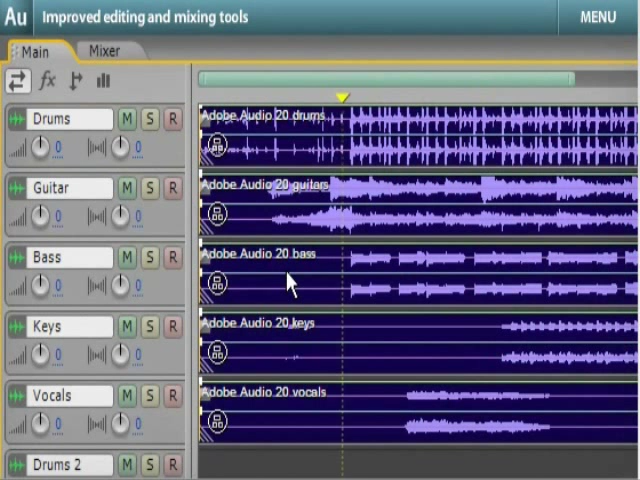 Au Improved editing and mixing tools MENU
Main Mixer
fx
Drums M S R Adobe Audio 20 drums
0 0
Guitar M S R Adobe Audio 20 guitars
0 0
Bass M S R Adobe Audio 20 bass
0 0
Keys M S R Adobe Audio 20 keys
0 0
Vocals M S R Adobe Audio 20 vocals
0 0
Drums 2 M S R